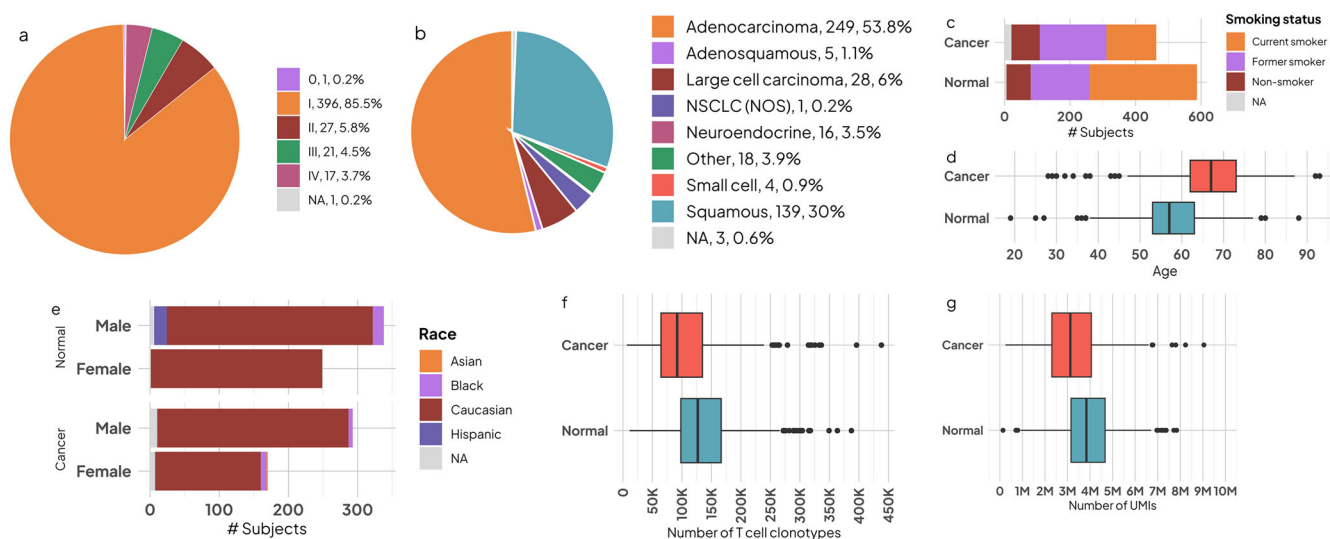 a
O, 1, 0.2%
I, 396, 85.5%
II, 27, 5.8%
III, 21, 4.5%
IV, 17, 3.7%
NA, 1, 0.2%
b
Adenocarcinoma, 249, 53.8%
Adenosquamous, 5, 1.1%
Large cell carcinoma, 28, 6%
NSCLC (NOS), 1, 0.2%
Neuroendocrine, 16, 3.5%
Other, 18, 3.9%
Small cell, 4, 0.9%
Squamous, 139, 30%
NA, 3, 0.6%
c
Cancer
Normal
0 200 400 600
# Subjects
Smoking status
Current smoker
Former smoker
Non-smoker
NA
d
Cancer
Normal
20 30 40 50 60 70 80 90
Age
e
Normal
Male
Female
Cancer
Male
Female
0 100 200 300
# Subjects
Race
Asian
Black
Caucasian
Hispanic
NA
f
Cancer
Normal
0 50K 100K 150K 200K 250K 300K 350K 400K 450K
Number of T cell clonotypes
g
Cancer
Normal
0 1M 2M 3M 4M 5M 6M 7M 8M 9M 10M
Number of UMIs